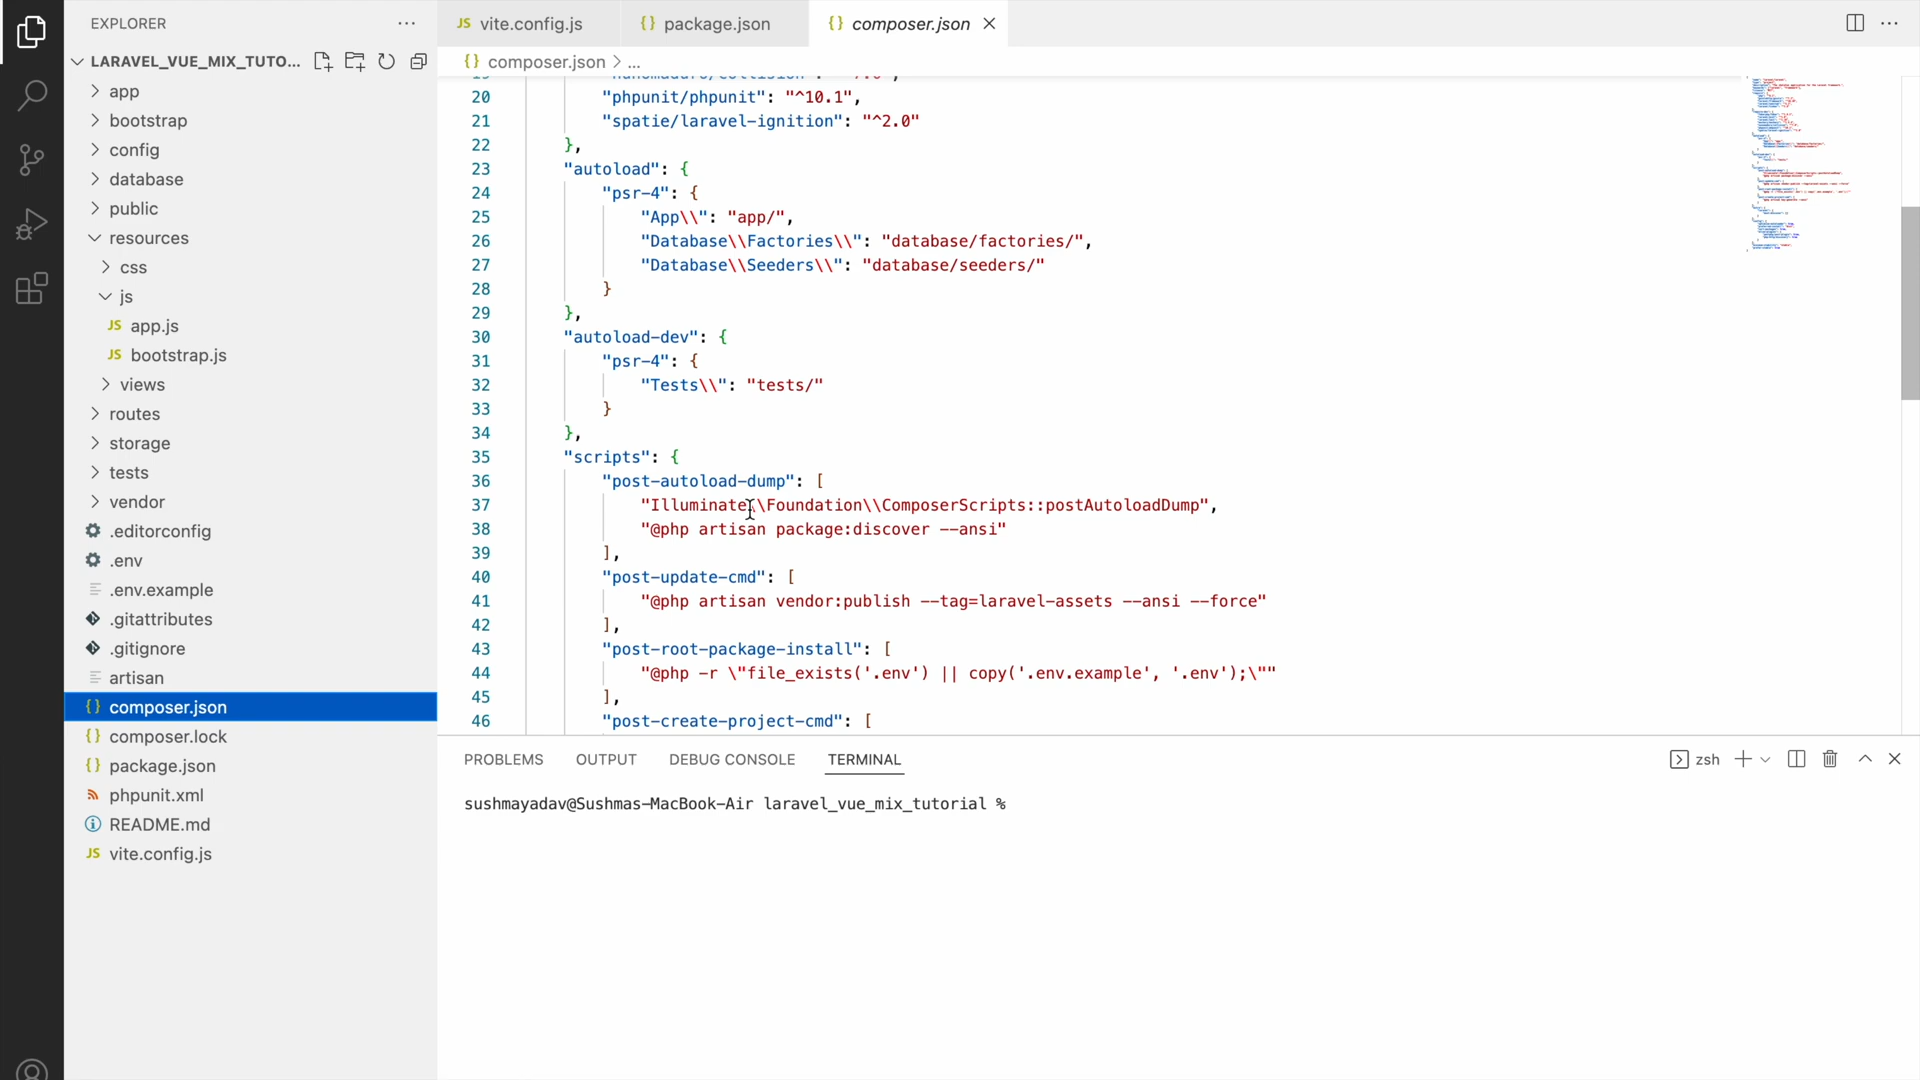 EXPLORER
LARAVEL_VUE_MIX_TUTO...
app
bootstrap
config
database
public
resources
css
js
JS app.js
JS bootstrap.js
views
routes
storage
tests
vendor
.editorconfig
.env
.env.example
.gitattributes
.gitignore
artisan
{} composer.json
{} composer.lock
{} package.json
phpunit.xml
README.md
JS vite.config.js
JS vite.config.js
{} package.json
{} composer.json
{} composer.json > ...
20 "phpunit/phpunit": "^10.1",
21 "spatie/laravel-ignition": "^2.0"
22 },
23 "autoload": {
24 "psr-4": {
25 "App\\": "app/",
26 "Database\\Factories\\": "database/factories/",
27 "Database\\Seeders\\": "database/seeders/"
28 }
29 },
30 "autoload-dev": {
31 "psr-4": {
32 "Tests\\": "tests/"
33 }
34 },
35 "scripts": {
36 "post-autoload-dump": [
37 "Illuminate\\Foundation\\ComposerScripts::postAutoloadDump",
38 "@php artisan package:discover --ansi"
39 ],
40 "post-update-cmd": [
41 "@php artisan vendor:publish --tag=laravel-assets --ansi --force"
42 ],
43 "post-root-package-install": [
44 "@php -r \"file_exists('.env') || copy('.env.example', '.env');\""
45 ],
46 "post-create-project-cmd": [
PROBLEMS OUTPUT DEBUG CONSOLE TERMINAL
zsh
sushmayadav@Sushmas-MacBook-Air laravel_vue_mix_tutorial %